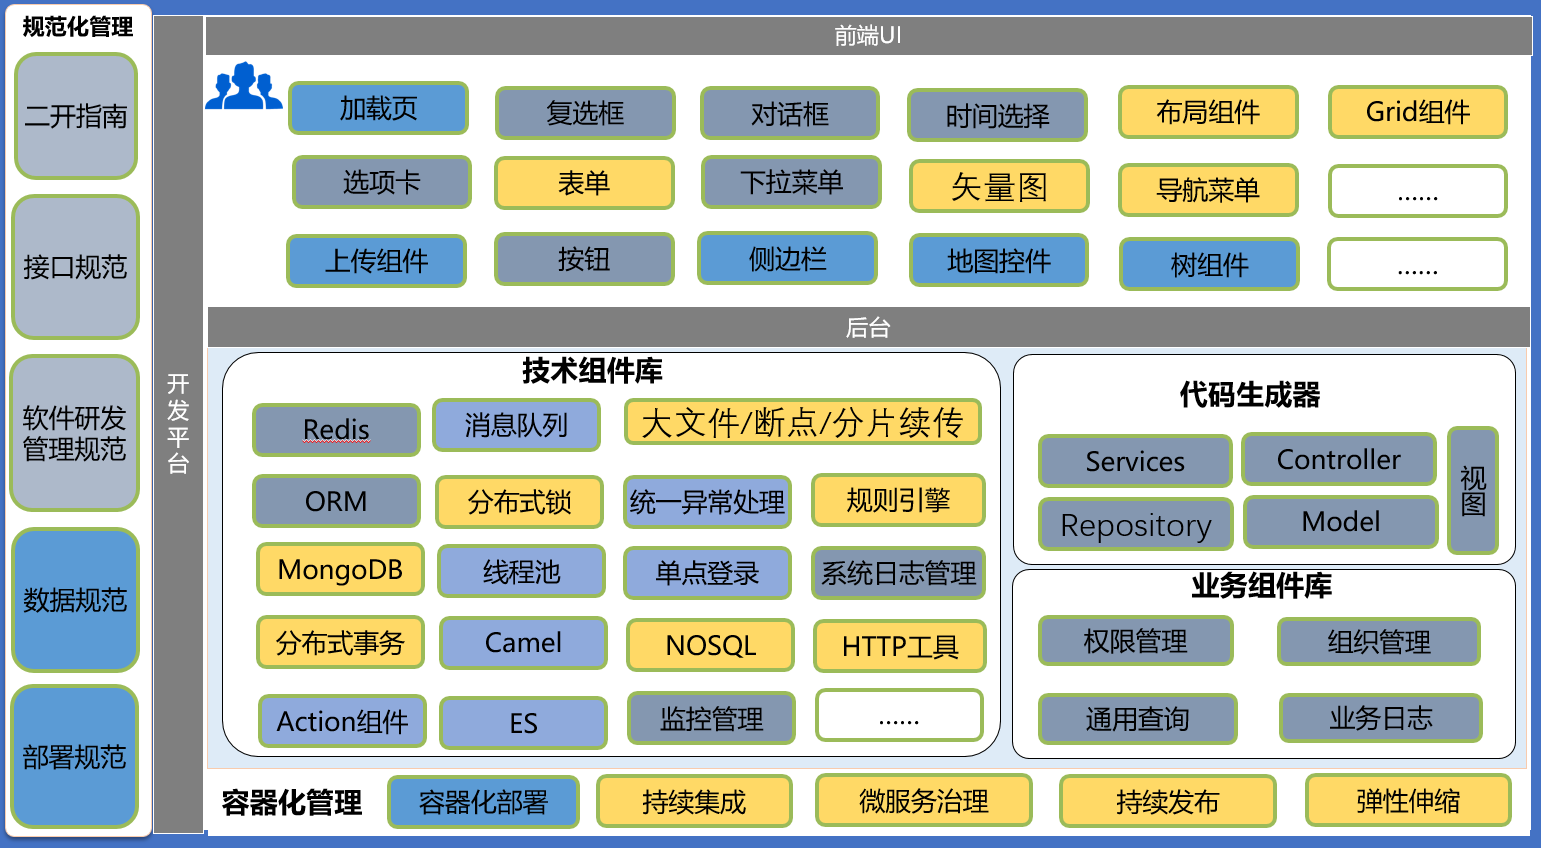 规范化管理
二开指南
接口规范
软件研发
管理规范
数据规范
部署规范
开发平台
前端UI
加载页
复选框
对话框
时间选择
布局组件
Grid组件
选项卡
表单
下拉菜单
矢量图
导航菜单
......
上传组件
按钮
侧边栏
地图控件
树组件
......
后台
技术组件库
Redis
消息队列
大文件/断点/分片续传
ORM
分布式锁
统一异常处理
规则引擎
MongoDB
线程池
单点登录
系统日志管理
分布式事务
Camel
NOSQL
HTTP工具
Action组件
ES
监控管理
......
代码生成器
Services
Controller
视图
Repository
Model
业务组件库
权限管理
组织管理
通用查询
业务日志
容器化管理
容器化部署
持续集成
微服务治理
持续发布
弹性伸缩